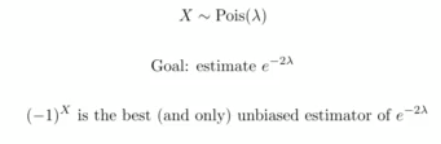 X ∼ Pois(λ)
Goal: estimate e^{−2λ}
(−1)^X is the best (and only) unbiased estimator of e^{−2λ}